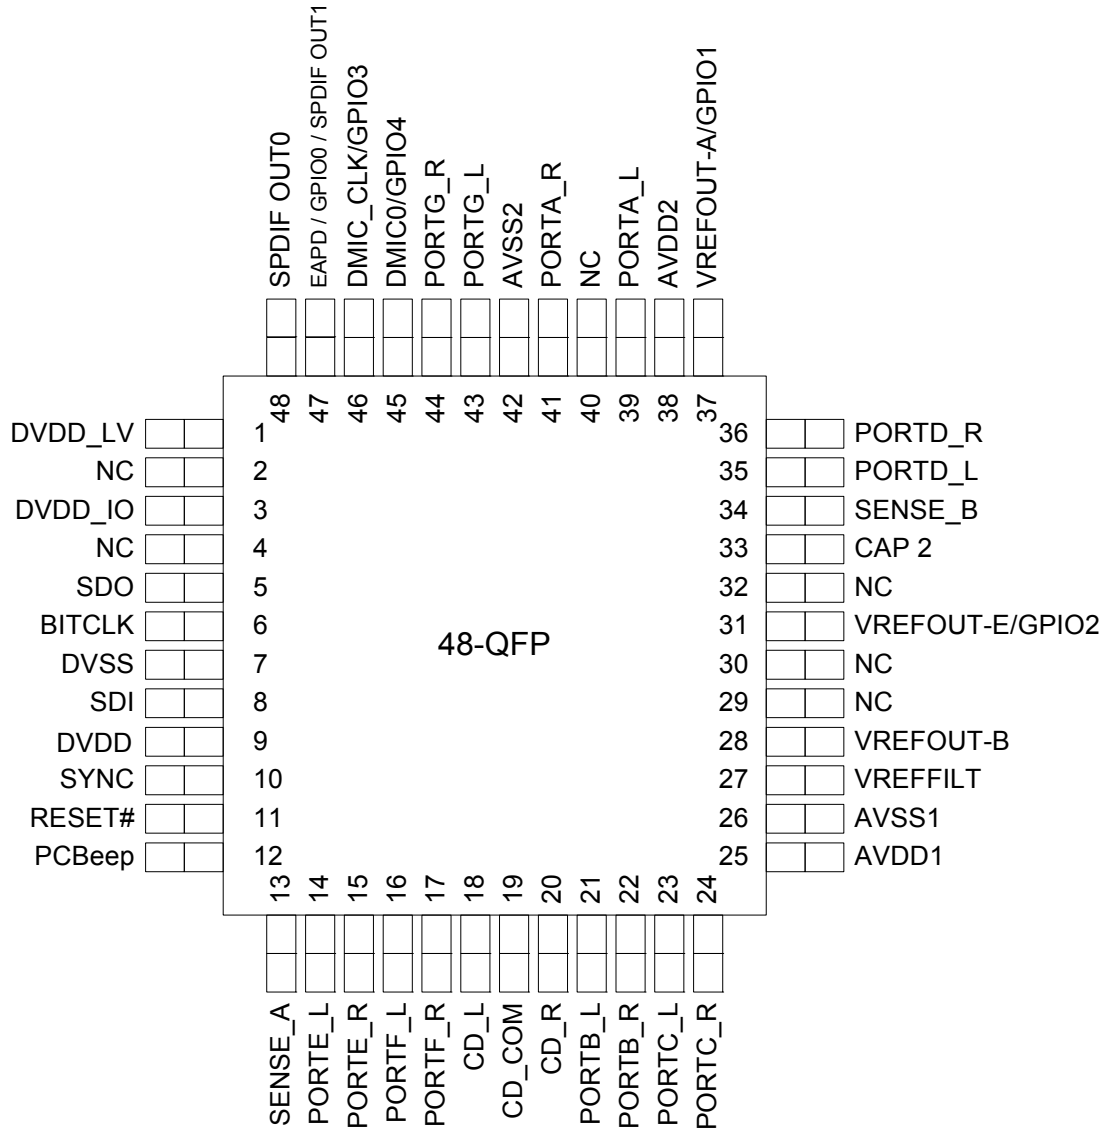 SPDIF OUT0
EAPD / GPIO0 / SPDIF OUT1
DMIC_CLK/GPIO3
DMIC0/GPIO4
PORTG_R
PORTG_L
AVSS2
PORTA_R
NC
PORTA_L
AVDD2
VREFOUT-A/GPIO1
48
47
46
45
44
43
42
41
40
39
38
37
DVDD_LV 1
NC 2
DVDD_IO 3
NC 4
SDO 5
BITCLK 6
DVSS 7
SDI 8
DVDD 9
SYNC 10
RESET# 11
PCBeep 12
48-QFP
36 PORTD_R
35 PORTD_L
34 SENSE_B
33 CAP 2
32 NC
31 VREFOUT-E/GPIO2
30 NC
29 NC
28 VREFOUT-B
27 VREFFILT
26 AVSS1
25 AVDD1
13
14
15
16
17
18
19
20
21
22
23
24
SENSE_A
PORTE_L
PORTE_R
PORTF_L
PORTF_R
CD_L
CD_COM
CD_R
PORTB_L
PORTB_R
PORTC_L
PORTC_R